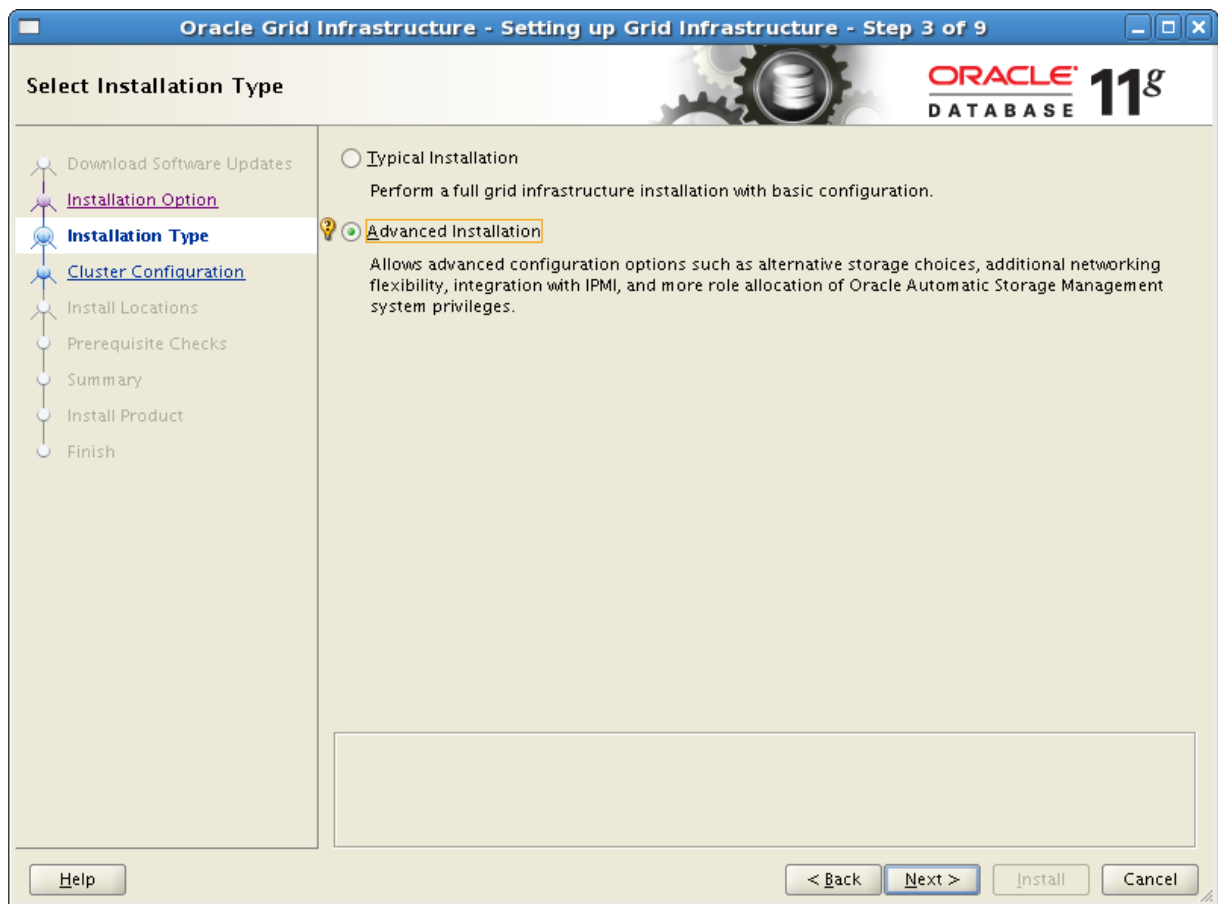 Oracle Grid Infrastructure - Setting up Grid Infrastructure - Step 3 of 9
Select Installation Type
ORACLE
DATABASE
11g
Download Software Updates
Installation Option
Installation Type
Cluster Configuration
Install Locations
Prerequisite Checks
Summary
Install Product
Finish
Typical Installation
Perform a full grid infrastructure installation with basic configuration.
Advanced Installation
Allows advanced configuration options such as alternative storage choices, additional networking
flexibility, integration with IPMI, and more role allocation of Oracle Automatic Storage Management
system privileges.
Help
< Back
Next >
Install
Cancel